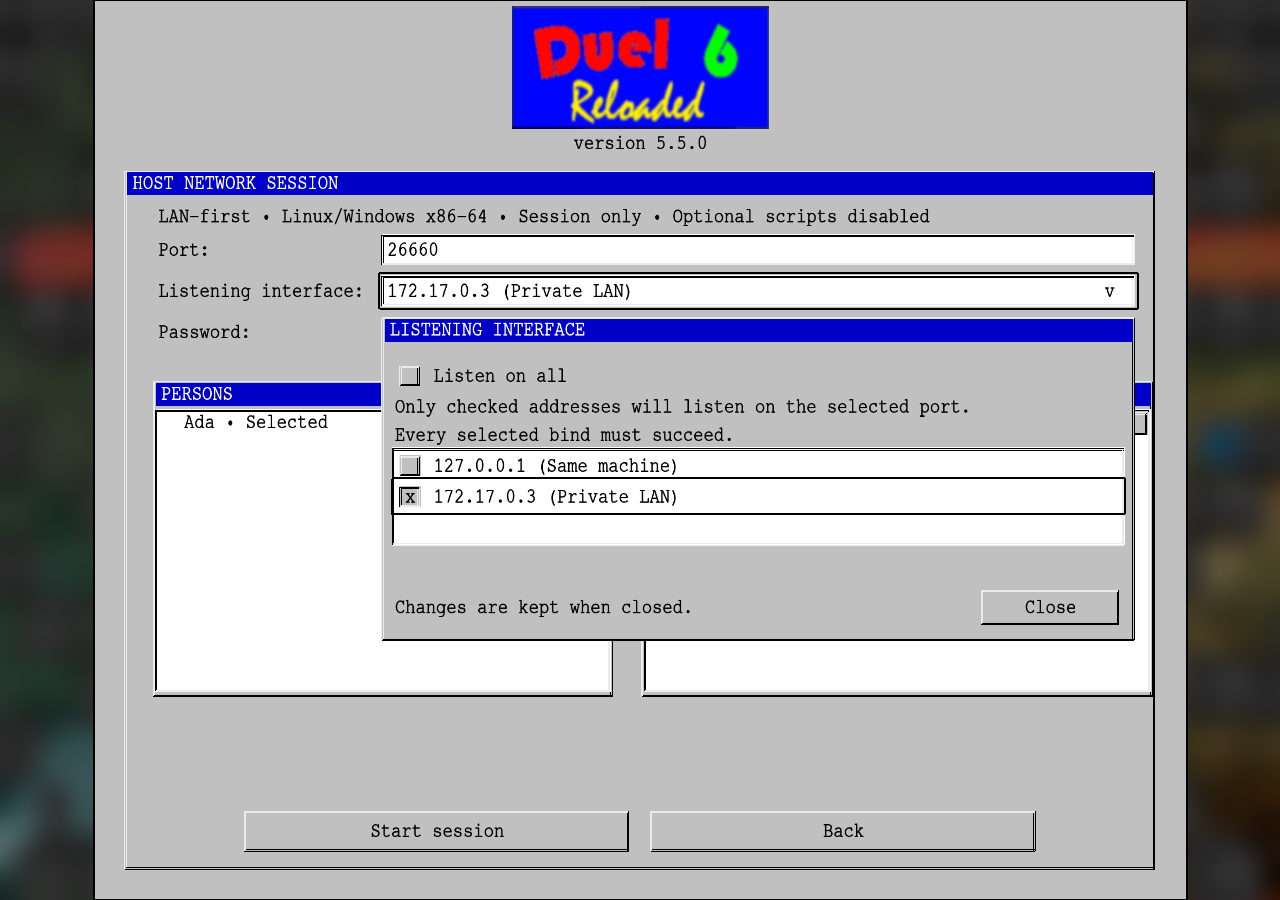 Duel 6
Reloaded
version 5.5.0
HOST NETWORK SESSION
LAN-first • Linux/Windows x86-64 • Session only • Optional scripts disabled
Port: 26660
Listening interface: 172.17.0.3 (Private LAN) v
Password:
LISTENING INTERFACE
Listen on all
Only checked addresses will listen on the selected port.
Every selected bind must succeed.
127.0.0.1 (Same machine)
x 172.17.0.3 (Private LAN)
Changes are kept when closed. Close
PERSONS
Ada • Selected
Start session Back